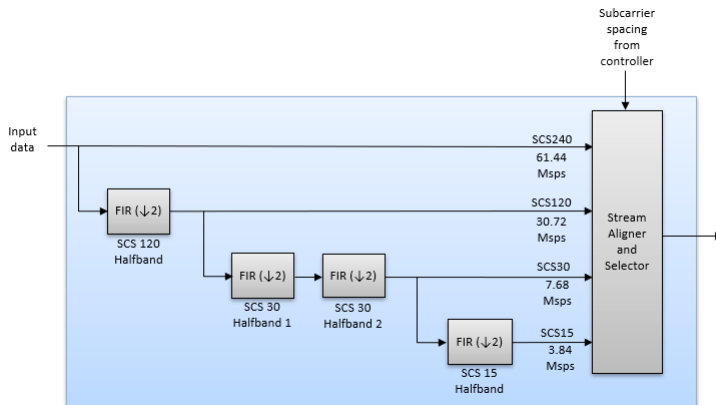 Subcarrier
spacing
from
controller
Input
data
SCS240
61.44
Msps
FIR (↓2)
SCS 120
Halfband
SCS120
30.72
Msps
Stream
Aligner
and
Selector
FIR (↓2)
SCS 30
Halfband 1
FIR (↓2)
SCS 30
Halfband 2
SCS30
7.68
Msps
FIR (↓2)
SCS 15
Halfband
SCS15
3.84
Msps